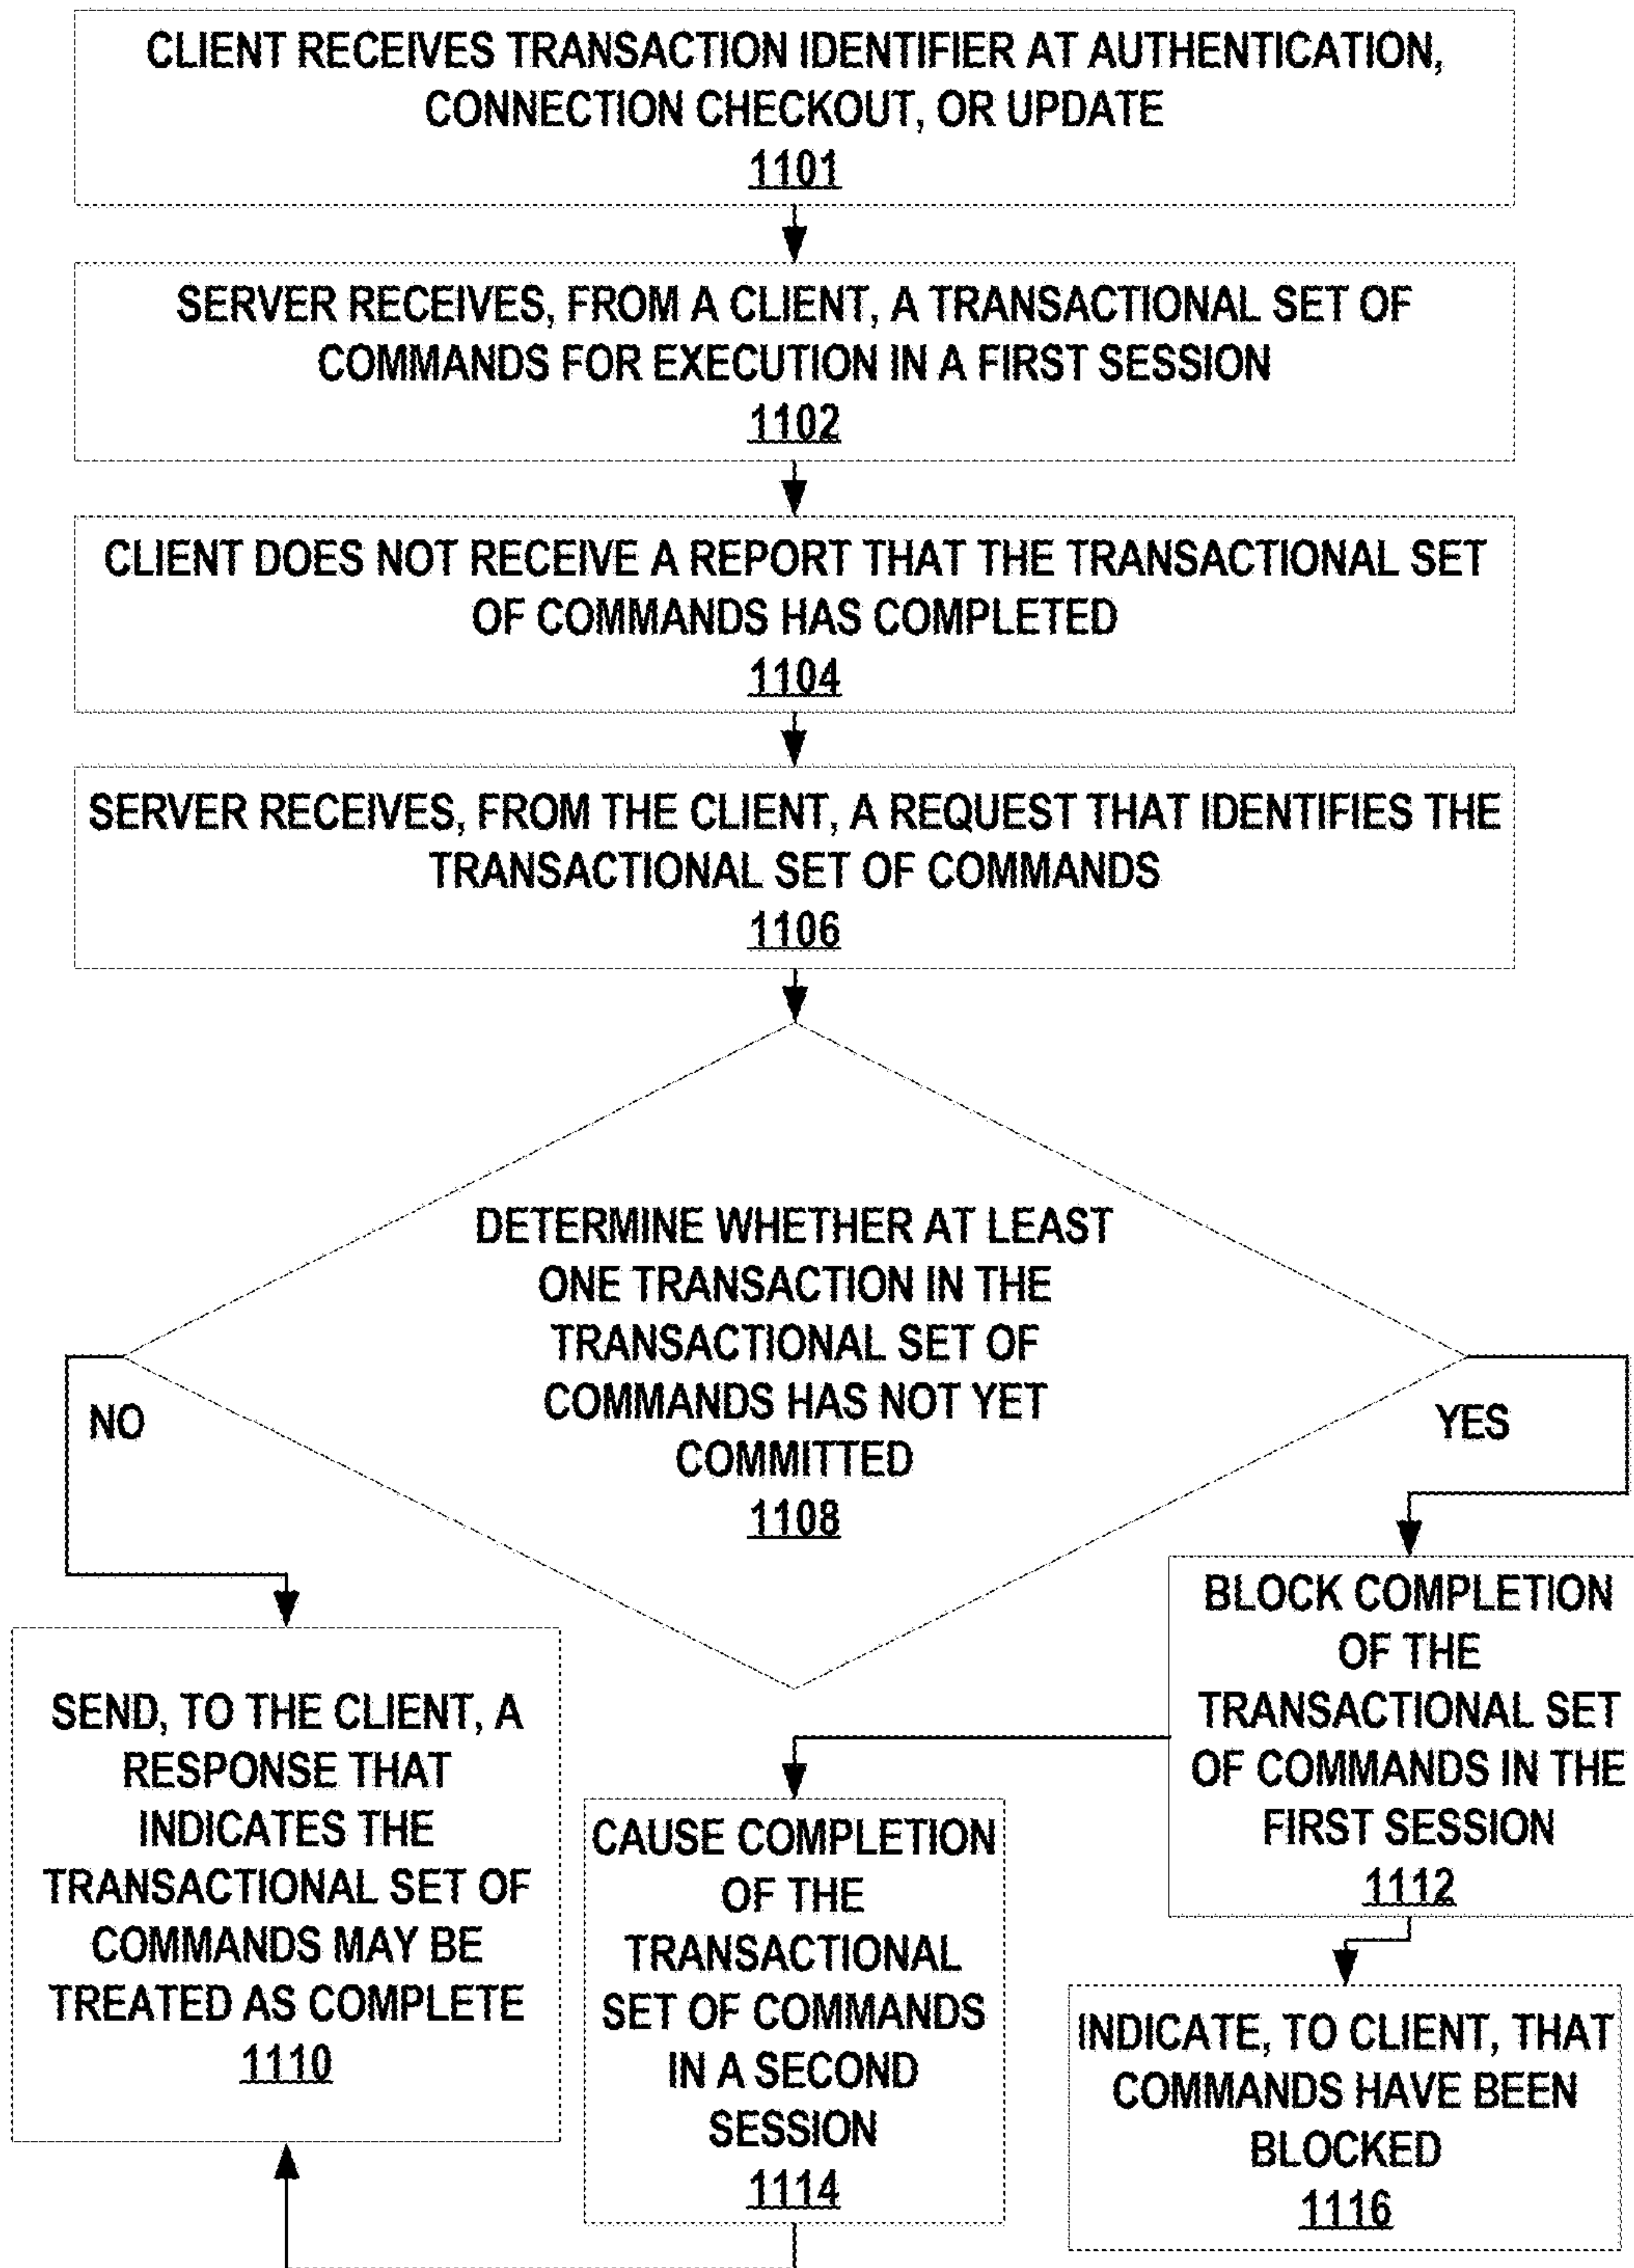 CLIENT RECEIVES TRANSACTION IDENTIFIER AT AUTHENTICATION,
CONNECTION CHECKOUT, OR UPDATE
1101
SERVER RECEIVES, FROM A CLIENT, A TRANSACTIONAL SET OF
COMMANDS FOR EXECUTION IN A FIRST SESSION
1102
CLIENT DOES NOT RECEIVE A REPORT THAT THE TRANSACTIONAL SET
OF COMMANDS HAS COMPLETED
1104
SERVER RECEIVES, FROM THE CLIENT, A REQUEST THAT IDENTIFIES THE
TRANSACTIONAL SET OF COMMANDS
1106
DETERMINE WHETHER AT LEAST
ONE TRANSACTION IN THE
TRANSACTIONAL SET OF
COMMANDS HAS NOT YET
COMMITTED
1108
NO
YES
SEND, TO THE CLIENT, A
RESPONSE THAT
INDICATES THE
TRANSACTIONAL SET OF
COMMANDS MAY BE
TREATED AS COMPLETE
1110
BLOCK COMPLETION
OF THE
TRANSACTIONAL SET
OF COMMANDS IN THE
FIRST SESSION
1112
CAUSE COMPLETION
OF THE
TRANSACTIONAL
SET OF COMMANDS
IN A SECOND
SESSION
1114
INDICATE, TO CLIENT, THAT
COMMANDS HAVE BEEN
BLOCKED
1116